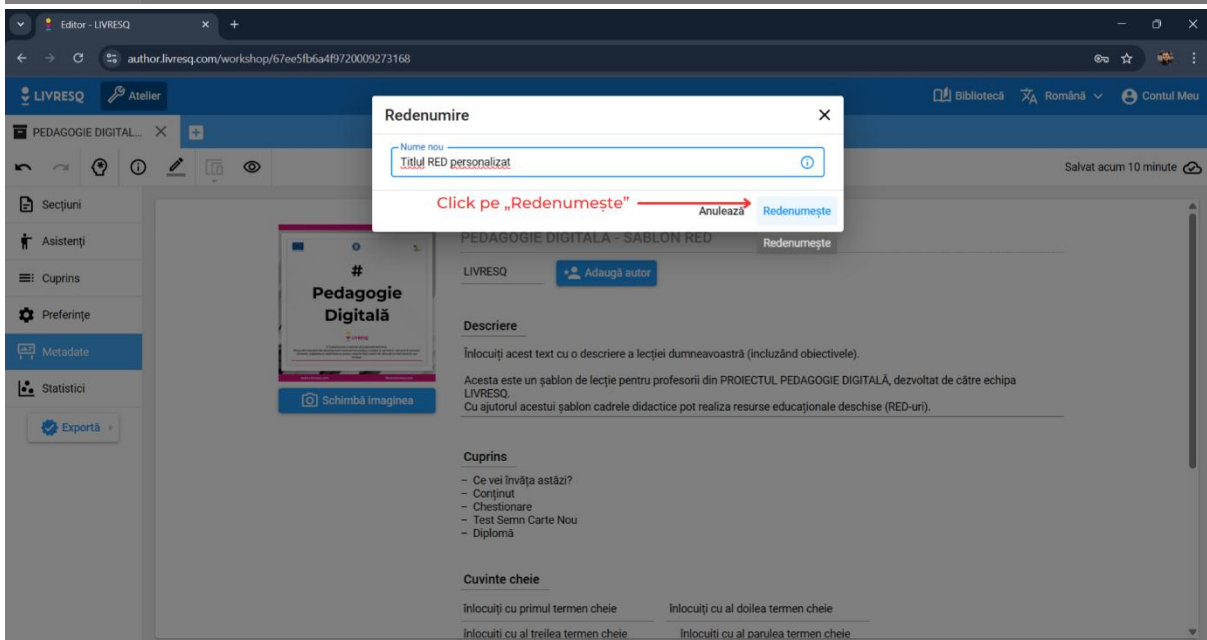 Editor - LIVRESQ
author.livresq.com/workshop/67ee5fb6a4f9720009273168
LIVRESQ Atelier Bibliotecă Română Contul Meu
PEDAGOGIE DIGITAL...
Salvat acum 10 minute
Redenumire
Nume nou
Titlul RED personalizat
Click pe „Redenumește”
Anulează Redenumește
Redenumește
Secțiuni
Asistenți
Cuprins
Preferințe
Metadate
Statistici
Exportă
#
Pedagogie
Digitală
Schimbă imaginea
PEDAGOGIE DIGITALĂ - ȘABLON RED
LIVRESQ Adaugă autor
Descriere
Înlocuiți acest text cu o descriere a lecției dumneavoastră (incluzând obiectivele).
Acesta este un șablon de lecție pentru profesorii din PROIECTUL PEDAGOGIE DIGITALĂ, dezvoltat de către echipa
LIVRESQ.
Cu ajutorul acestui șablon cadrele didactice pot realiza resurse educaționale deschise (RED-uri).
Cuprins
– Ce vei învăța astăzi?
– Conținut
– Chestionare
– Test Semn Carte Nou
– Diplomă
Cuvinte cheie
înlocuiți cu primul termen cheie înlocuiți cu al doilea termen cheie
înlocuiți cu al treilea termen cheie înlocuiți cu al parulea termen cheie